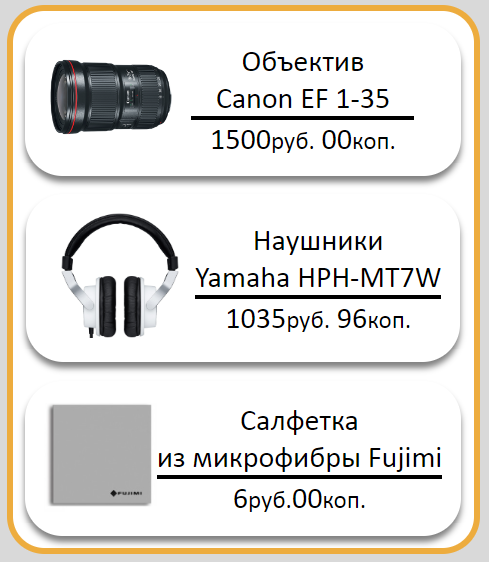 Объектив
Canon EF 1-35
1500руб. 00коп.
Наушники
Yamaha HPH-MT7W
1035руб. 96коп.
Салфетка
из микрофибры Fujimi
6руб.00коп.
FUJIMI